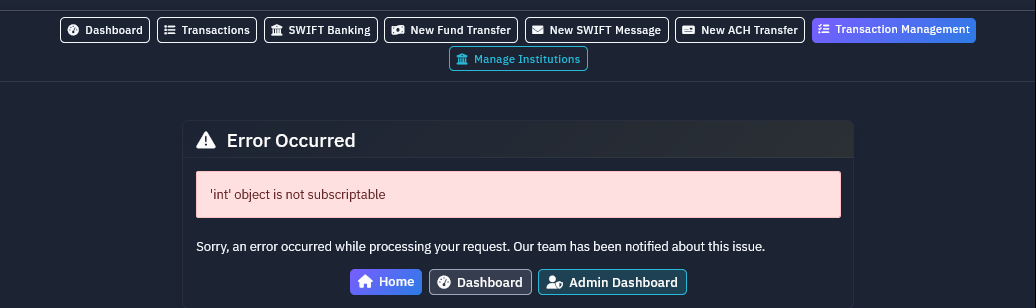 Dashboard Transactions SWIFT Banking New Fund Transfer New SWIFT Message New ACH Transfer Transaction Management
Manage Institutions
Error Occurred
'int' object is not subscriptable
Sorry, an error occurred while processing your request. Our team has been notified about this issue.
Home Dashboard Admin Dashboard